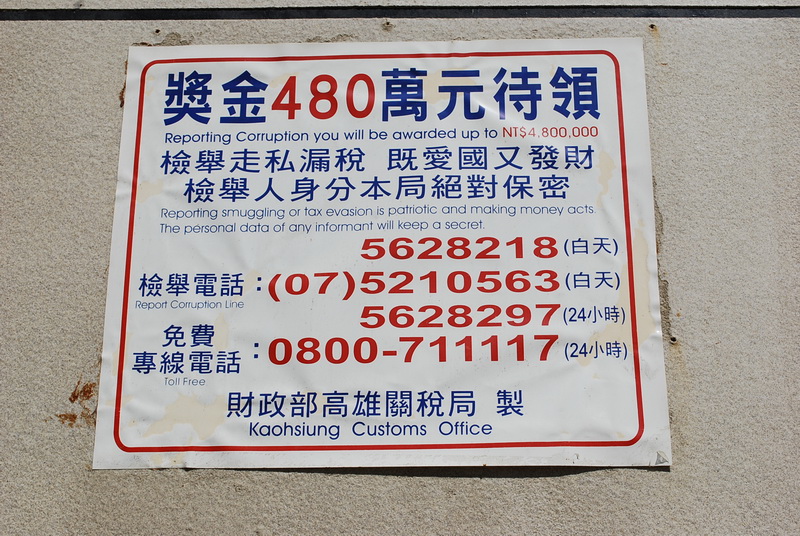 獎金480萬元待領
Reporting Corruption you will be awarded up to NT$4,800,000
檢舉走私漏稅 既愛國又發財
檢舉人身分本局絕對保密
Reporting smuggling or tax evasion is patriotic and making money acts.
The personal data of any informant will keep a secret.
5628218(白天)
檢舉電話:(07)5210563(白天)
Report Corruption Line
5628297(24小時)
免費
專線電話:0800-711117(24小時)
Toll Free
財政部高雄關稅局 製
Kaohsiung Customs Office